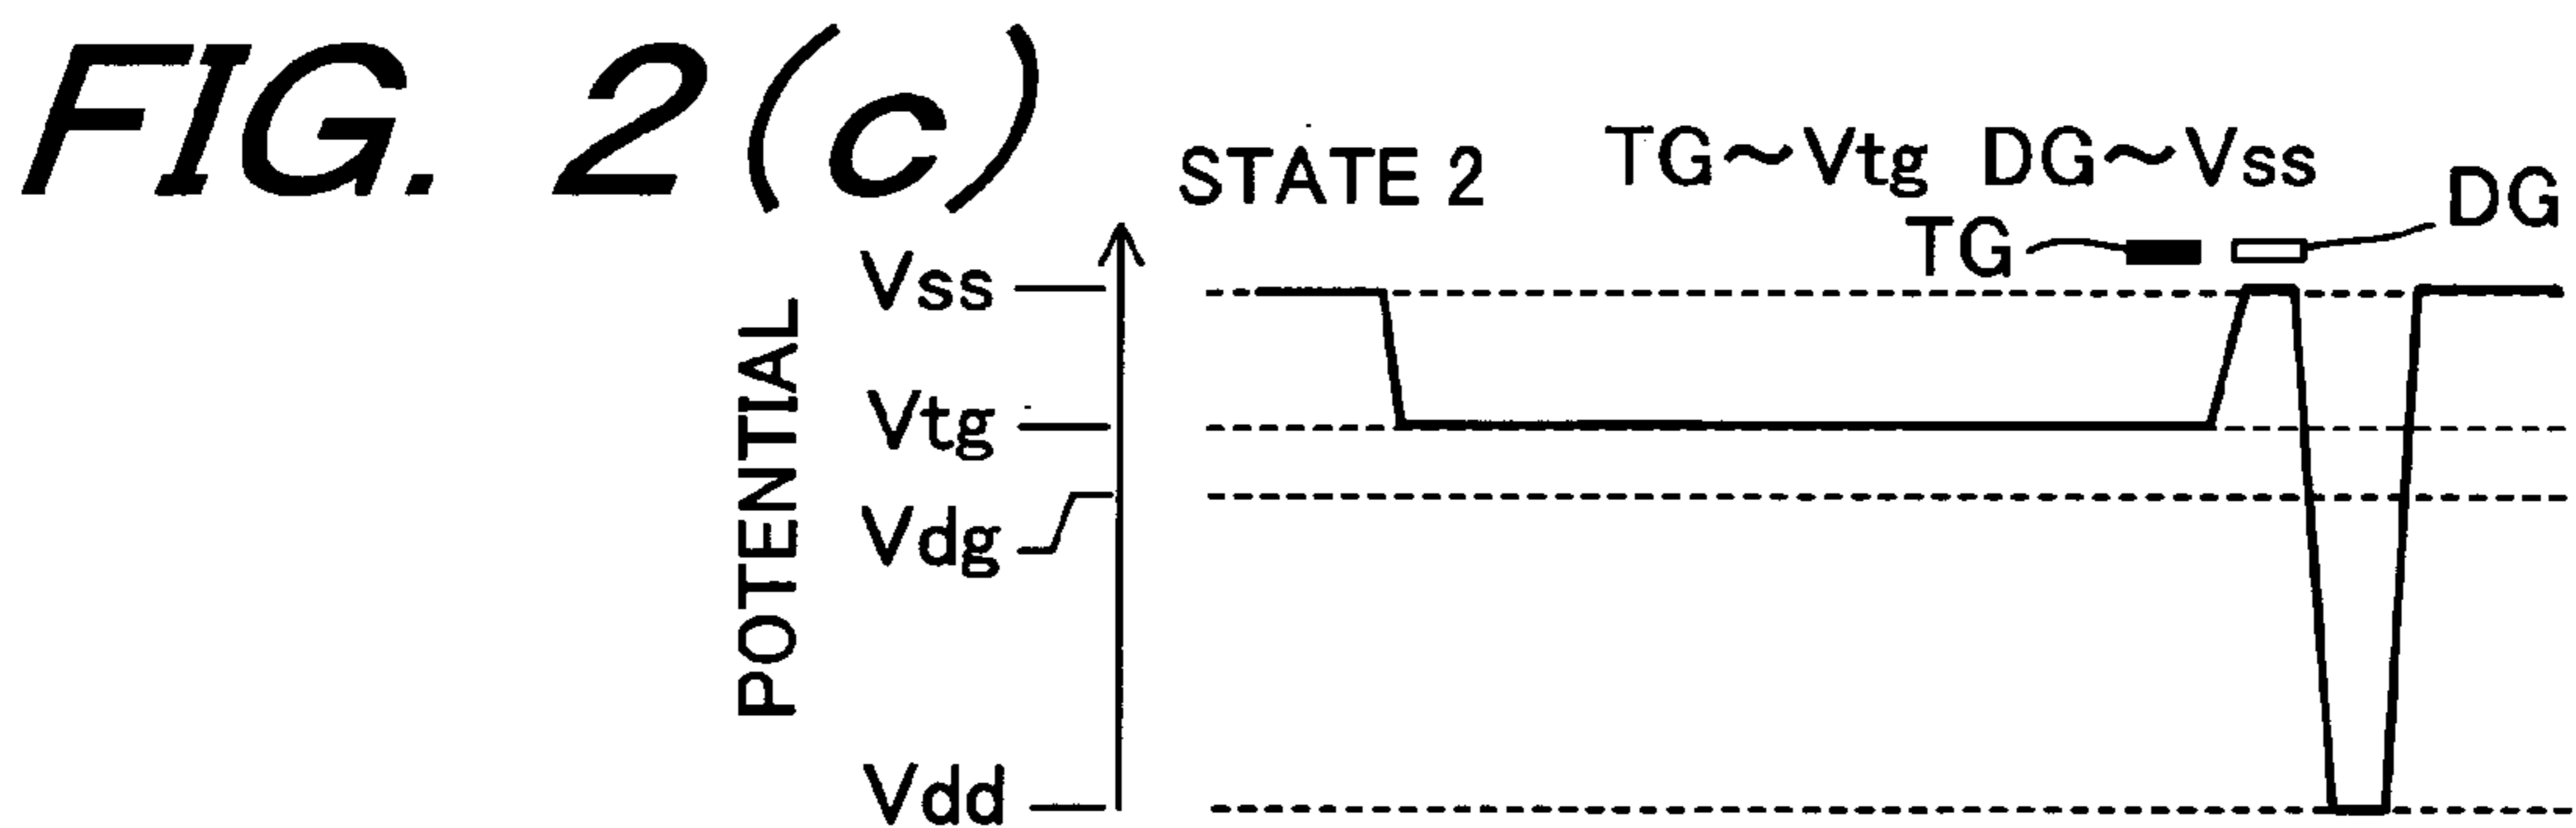 FIG. 2(c)
STATE 2 TG~Vtg DG~Vss
TG DG
Vss
Vtg
Vdg
Vdd
POTENTIAL